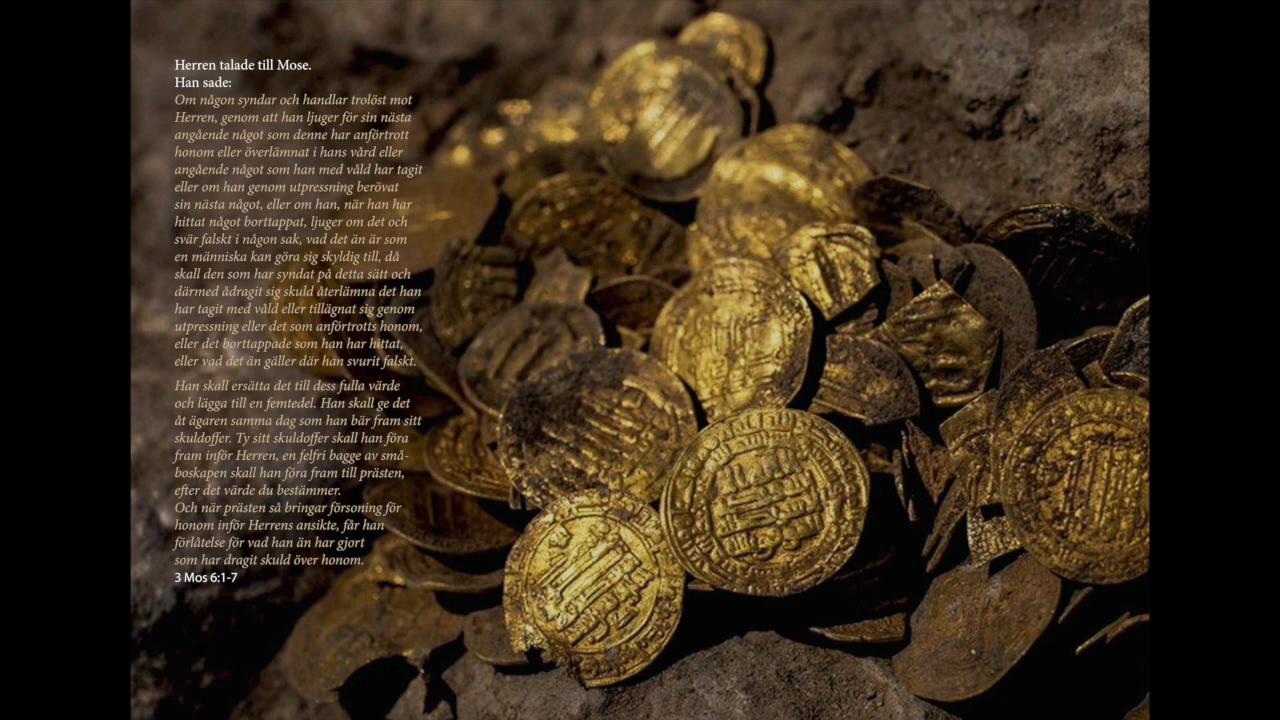 Herren talade till Mose.
Han sade:
Om någon syndar och handlar trolöst mot
Herren, genom att han ljuger för sin nästa
angående något som denne har anförtrott
honom eller överlämnat i hans vård eller
angående något som han med våld har tagit
eller om han genom utpressning berövat
sin nästa något, eller om han, när han har
hittat något borttappat, ljuger om det och
svär falskt i någon sak, vad det än är som
en människa kan göra sig skyldig till, då
skall den som har syndat på detta sätt och
därmed ådragit sig skuld återlämna det han
har tagit med våld eller tillägnat sig genom
utpressning eller det som anförtrotts honom,
eller det borttappade som han har hittat,
eller vad det än gäller där han svurit falskt.
Han skall ersätta det till dess fulla värde
och lägga till en femtedel. Han skall ge det
åt ägaren samma dag som han bär fram sitt
skuldoffer. Ty sitt skuldoffer skall han föra
fram inför Herren, en felfri bagge av små-
boskapen skall han föra fram till prästen,
efter det värde du bestämmer.
Och när prästen så bringar försoning för
honom inför Herrens ansikte, får han
förlåtelse för vad han än har gjort
som har dragit skuld över honom.
3 Mos 6:1-7